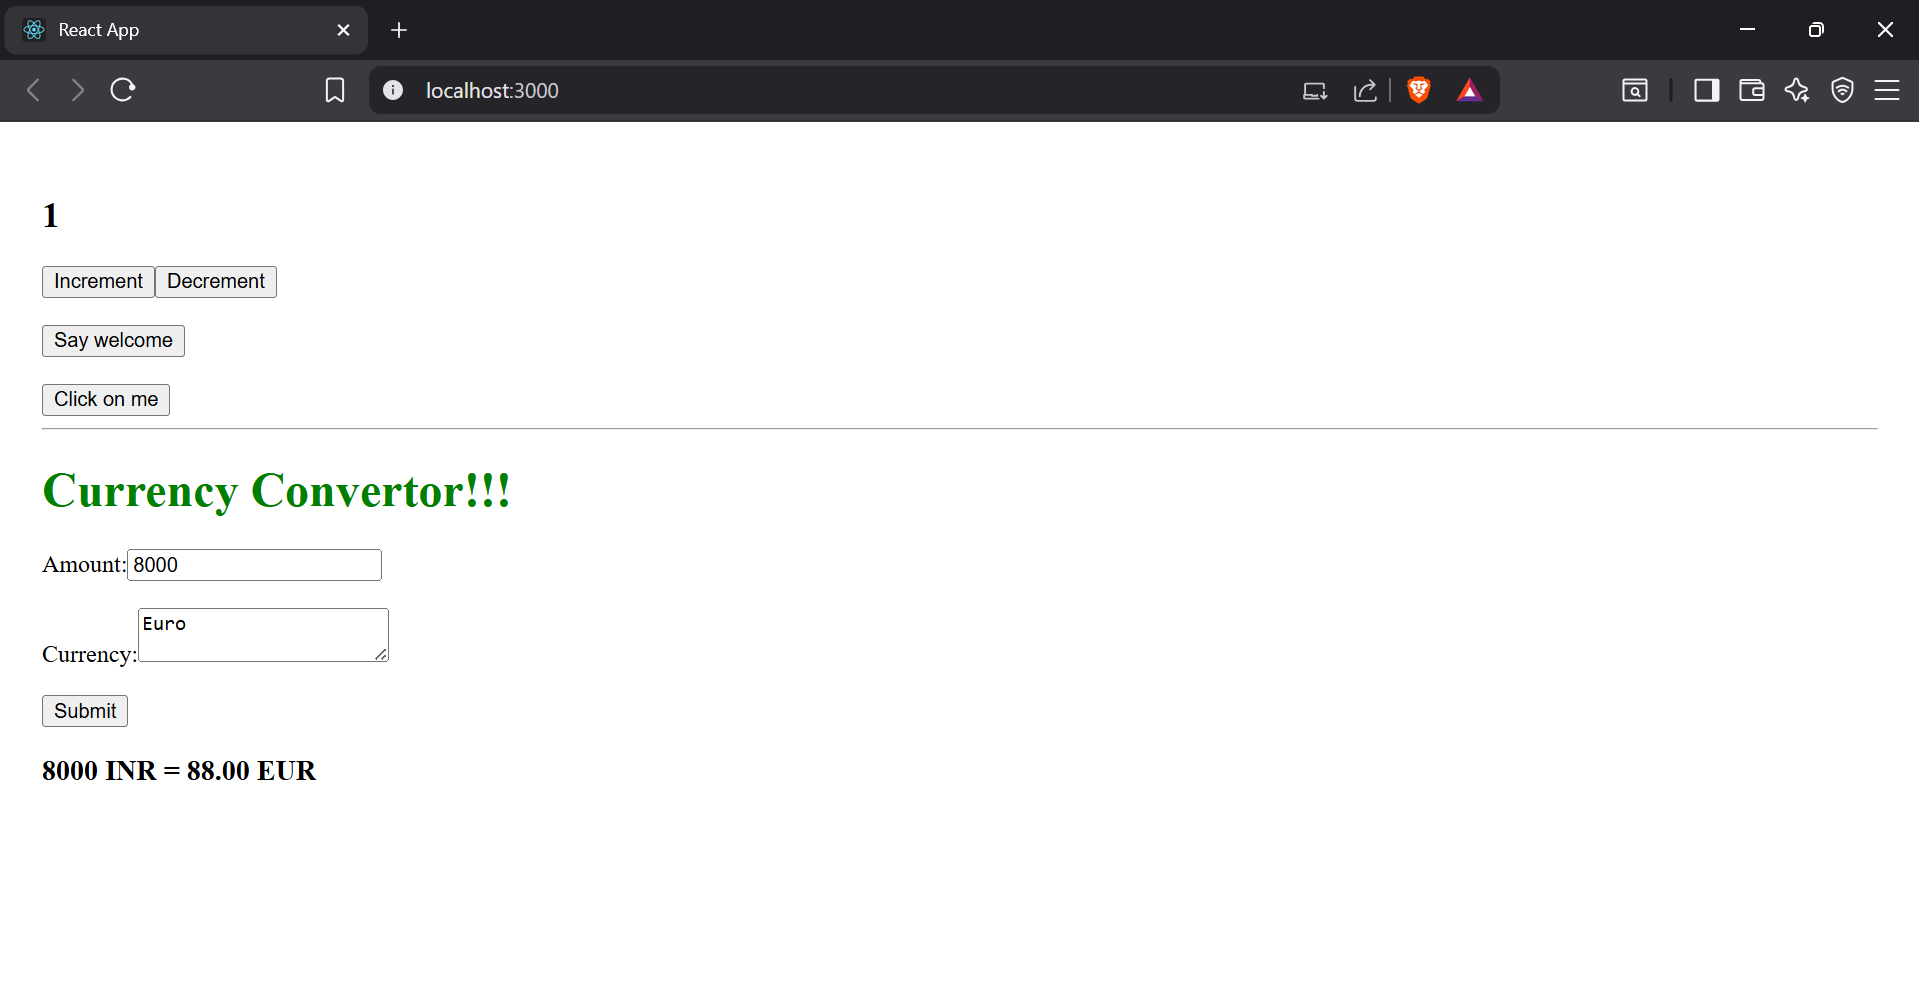 React App
localhost:3000
1
Increment Decrement
Say welcome
Click on me
Currency Convertor!!!
Amount: 8000
Currency: Euro
Submit
8000 INR = 88.00 EUR